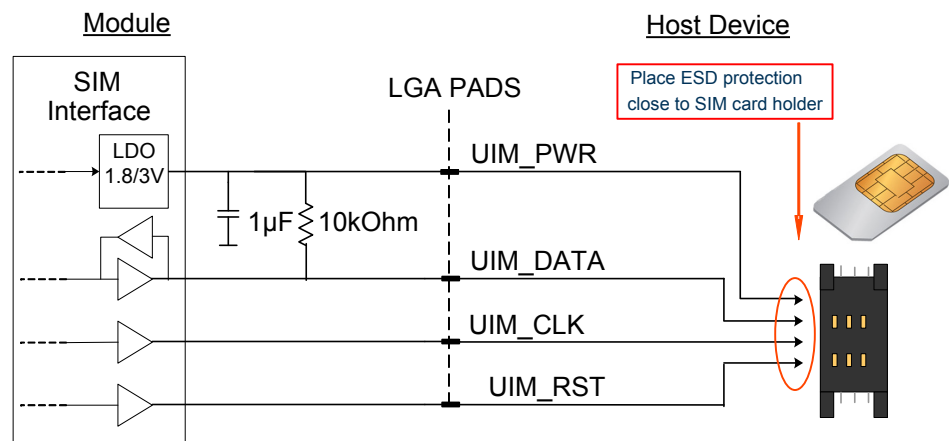 Module
Host Device
SIM
Interface
LGA PADS
Place ESD protection
close to SIM card holder
LDO
1.8/3V
UIM_PWR
1µF
10kOhm
UIM_DATA
UIM_CLK
UIM_RST